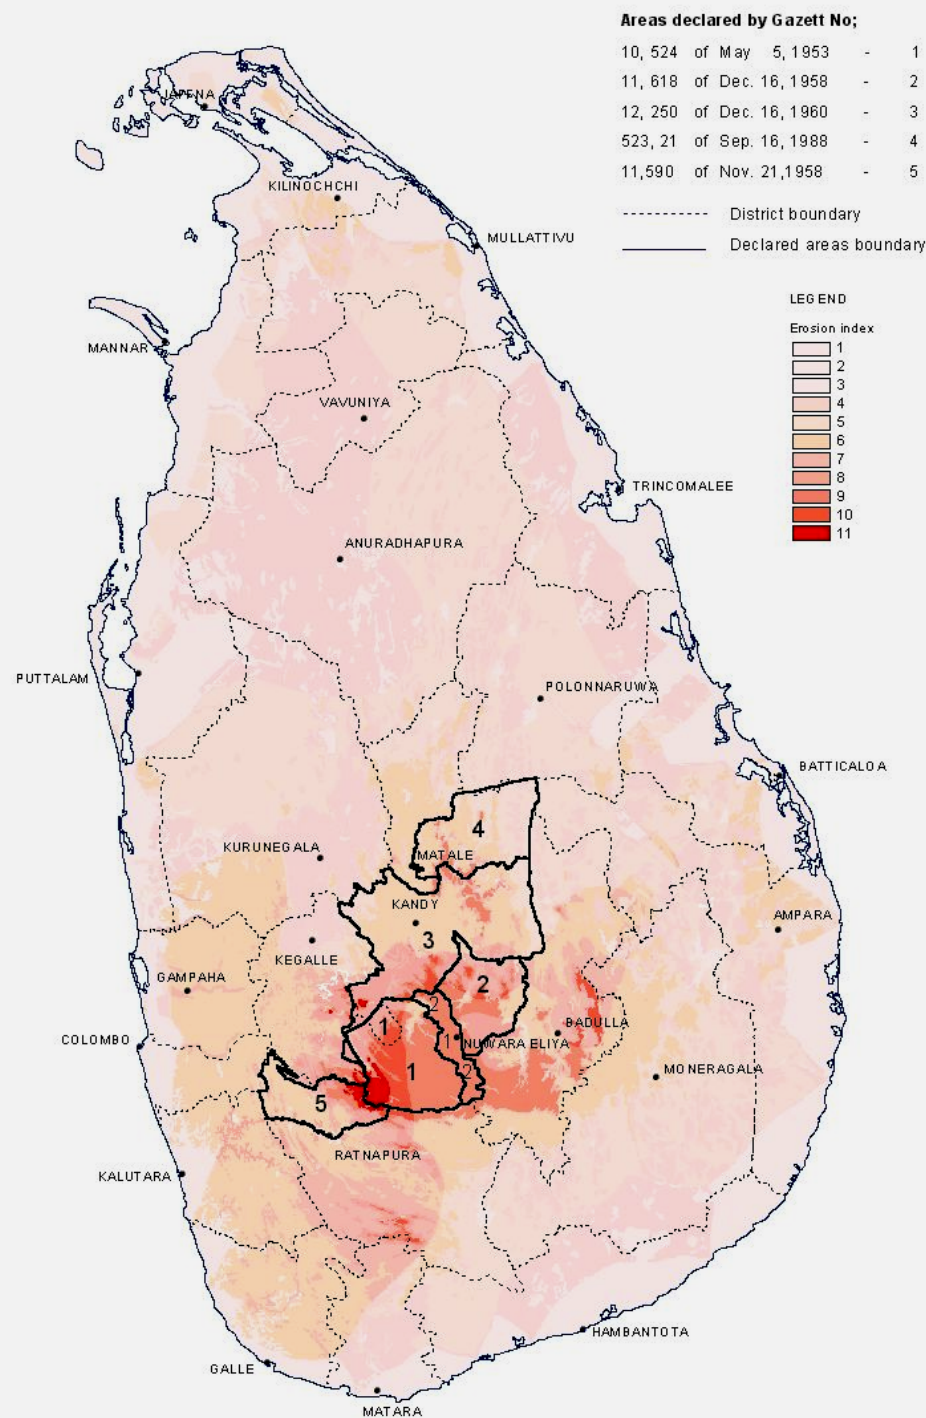 Areas declared by Gazett No;
10, 524 of May 5, 1953 - 1
11, 618 of Dec. 16, 1958 - 2
12, 250 of Dec. 16, 1960 - 3
523, 21 of Sep. 16, 1988 - 4
11,590 of Nov. 21,1958 - 5
District boundary
Declared areas boundary
LEGEND
Erosion index
1
2
3
4
5
6
7
8
9
10
11
JAFFNA
KILINOCHCHI
MULLATTIVU
MANNAR
VAVUNIYA
TRINCOMALEE
ANURADHAPURA
PUTTALAM
POLONNARUWA
BATTICALOA
4
KURUNEGALA
MATALE
KANDY
AMPARA
3
KEGALLE
GAMPAHA
2
2
1
BADULLA
COLOMBO
1
NUWARA ELIYA
MONERAGALA
1
2
5
RATNAPURA
KALUTARA
HAMBANTOTA
GALLE
MATARA